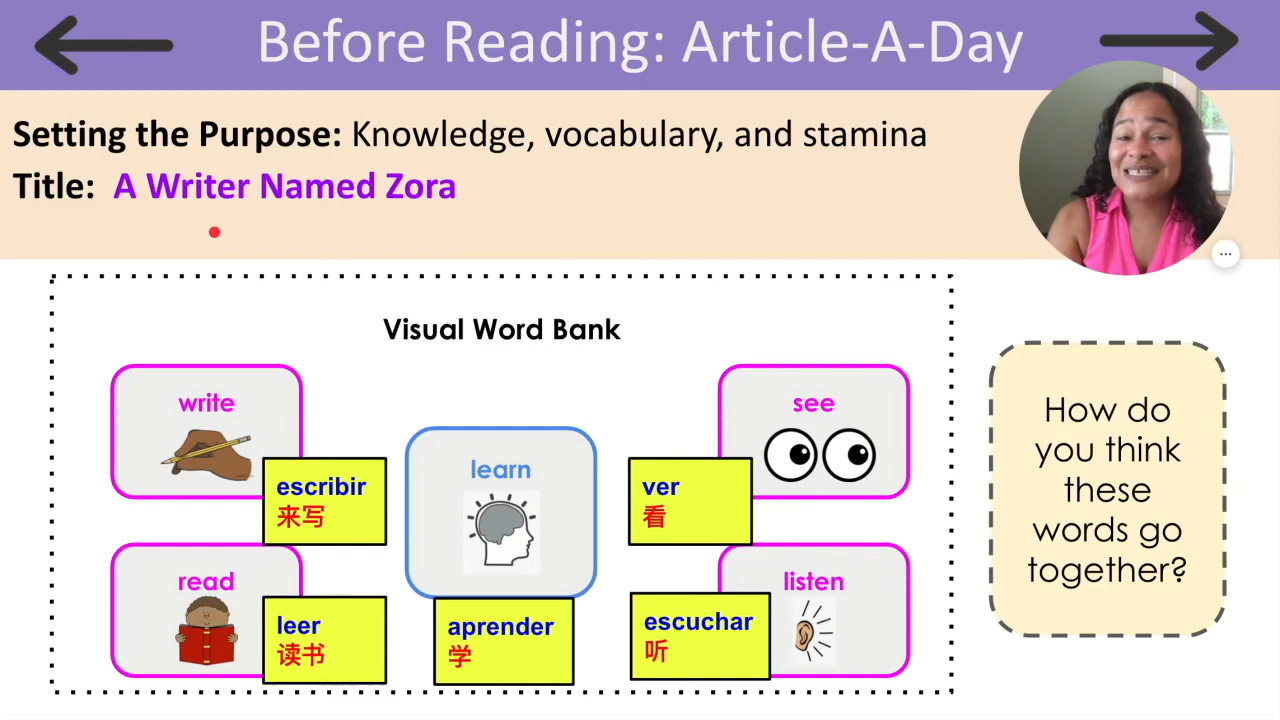 Before Reading: Article-A-Day
Setting the Purpose: Knowledge, vocabulary, and stamina
Title: A Writer Named Zora
Visual Word Bank
write
escribir
来写
read
leer
读书
learn
aprender
学
see
ver
看
listen
escuchar
听
How do
you think
these
words go
together?